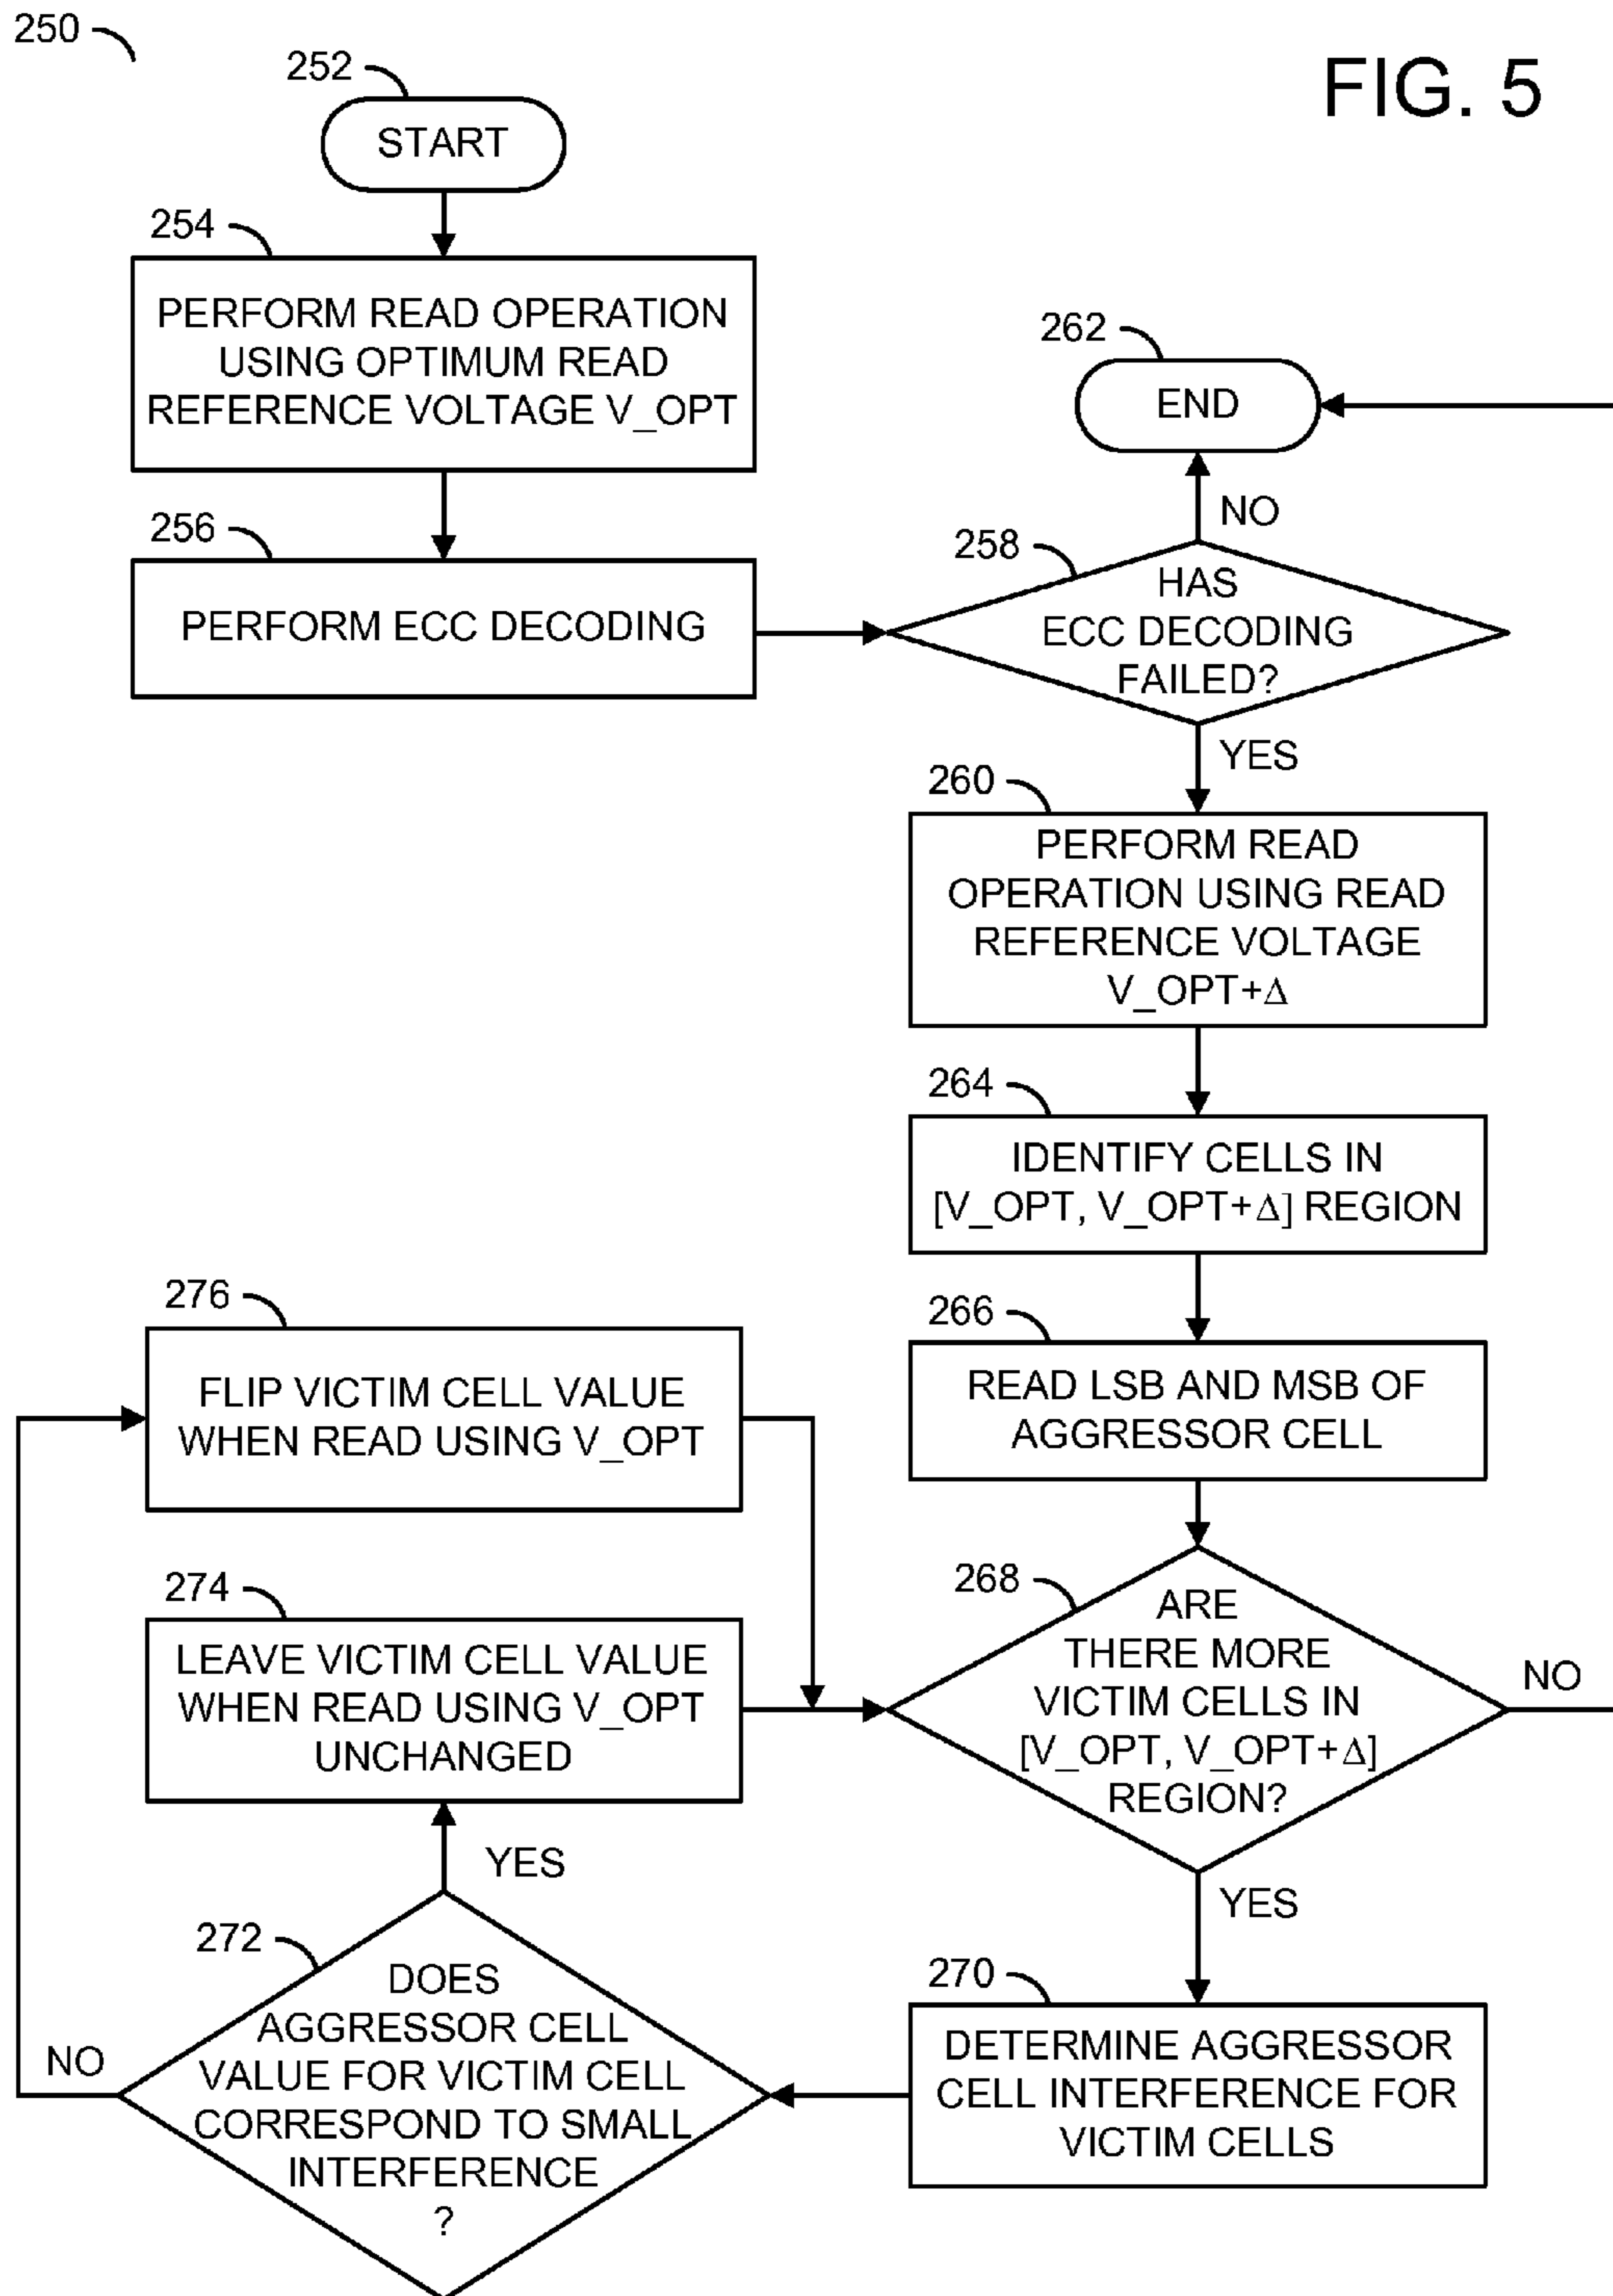 250
FIG. 5
252
START
254
PERFORM READ OPERATION
USING OPTIMUM READ
REFERENCE VOLTAGE V_OPT
256
PERFORM ECC DECODING
262
END
NO
258
HAS
ECC DECODING
FAILED?
YES
260
PERFORM READ
OPERATION USING READ
REFERENCE VOLTAGE
V_OPT+Δ
264
IDENTIFY CELLS IN
[V_OPT, V_OPT+Δ] REGION
266
READ LSB AND MSB OF
AGGRESSOR CELL
268
ARE
THERE MORE
VICTIM CELLS IN
[V_OPT, V_OPT+Δ]
REGION?
NO
YES
270
DETERMINE AGGRESSOR
CELL INTERFERENCE FOR
VICTIM CELLS
272
DOES
AGGRESSOR CELL
VALUE FOR VICTIM CELL
CORRESPOND TO SMALL
INTERFERENCE
?
YES
NO
274
LEAVE VICTIM CELL VALUE
WHEN READ USING V_OPT
UNCHANGED
276
FLIP VICTIM CELL VALUE
WHEN READ USING V_OPT